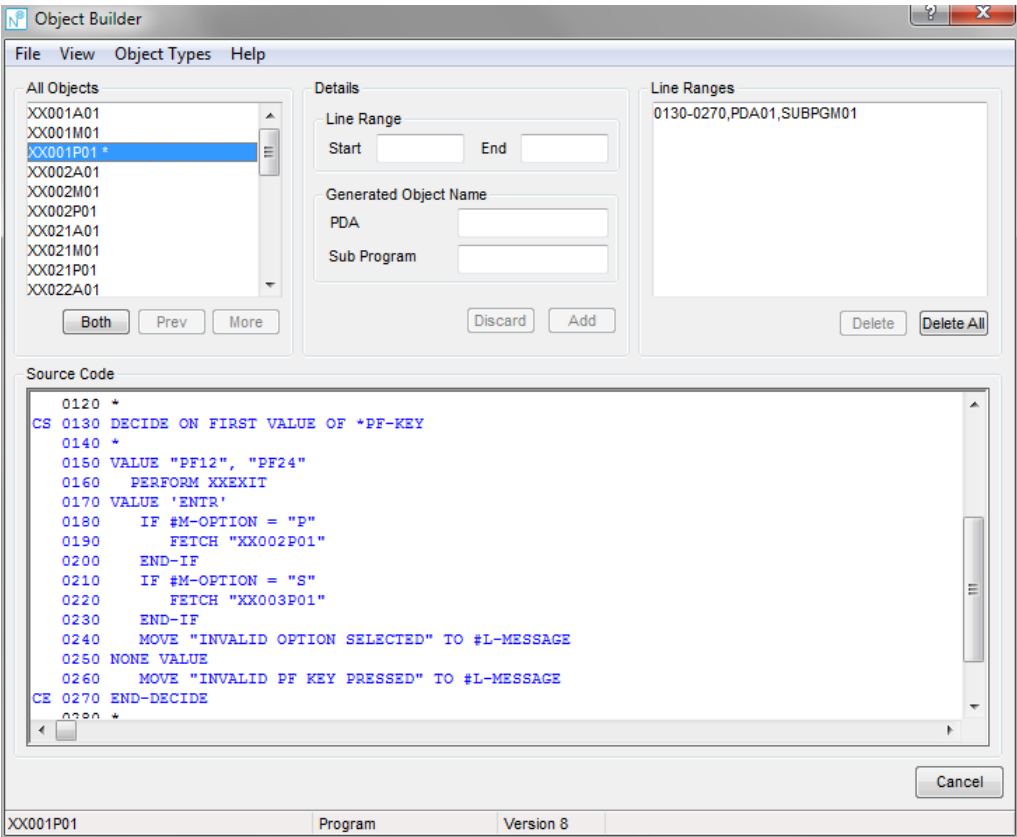 Object Builder
File View Object Types Help
All Objects
XX001A01
XX001M01
XX001P01 *
XX002A01
XX002M01
XX002P01
XX021A01
XX021M01
XX021P01
XX022A01
Both Prev More
Details
Line Range
Start End
Generated Object Name
PDA
Sub Program
Discard Add
Line Ranges
0130-0270,PDA01,SUBPGM01
Delete Delete All
Source Code
0120 *
CS 0130 DECIDE ON FIRST VALUE OF *PF-KEY
0140 *
0150 VALUE "PF12", "PF24"
0160 PERFORM XXEXIT
0170 VALUE 'ENTR'
0180 IF #M-OPTION = "P"
0190 FETCH "XX002P01"
0200 END-IF
0210 IF #M-OPTION = "S"
0220 FETCH "XX003P01"
0230 END-IF
0240 MOVE "INVALID OPTION SELECTED" TO #L-MESSAGE
0250 NONE VALUE
0260 MOVE "INVALID PF KEY PRESSED" TO #L-MESSAGE
CE 0270 END-DECIDE
0280 *
Cancel
XX001P01 Program Version 8